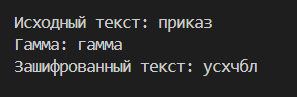 Исходный текст: приказ
Гамма: гамма
Зашифрованный текст: усхчбл